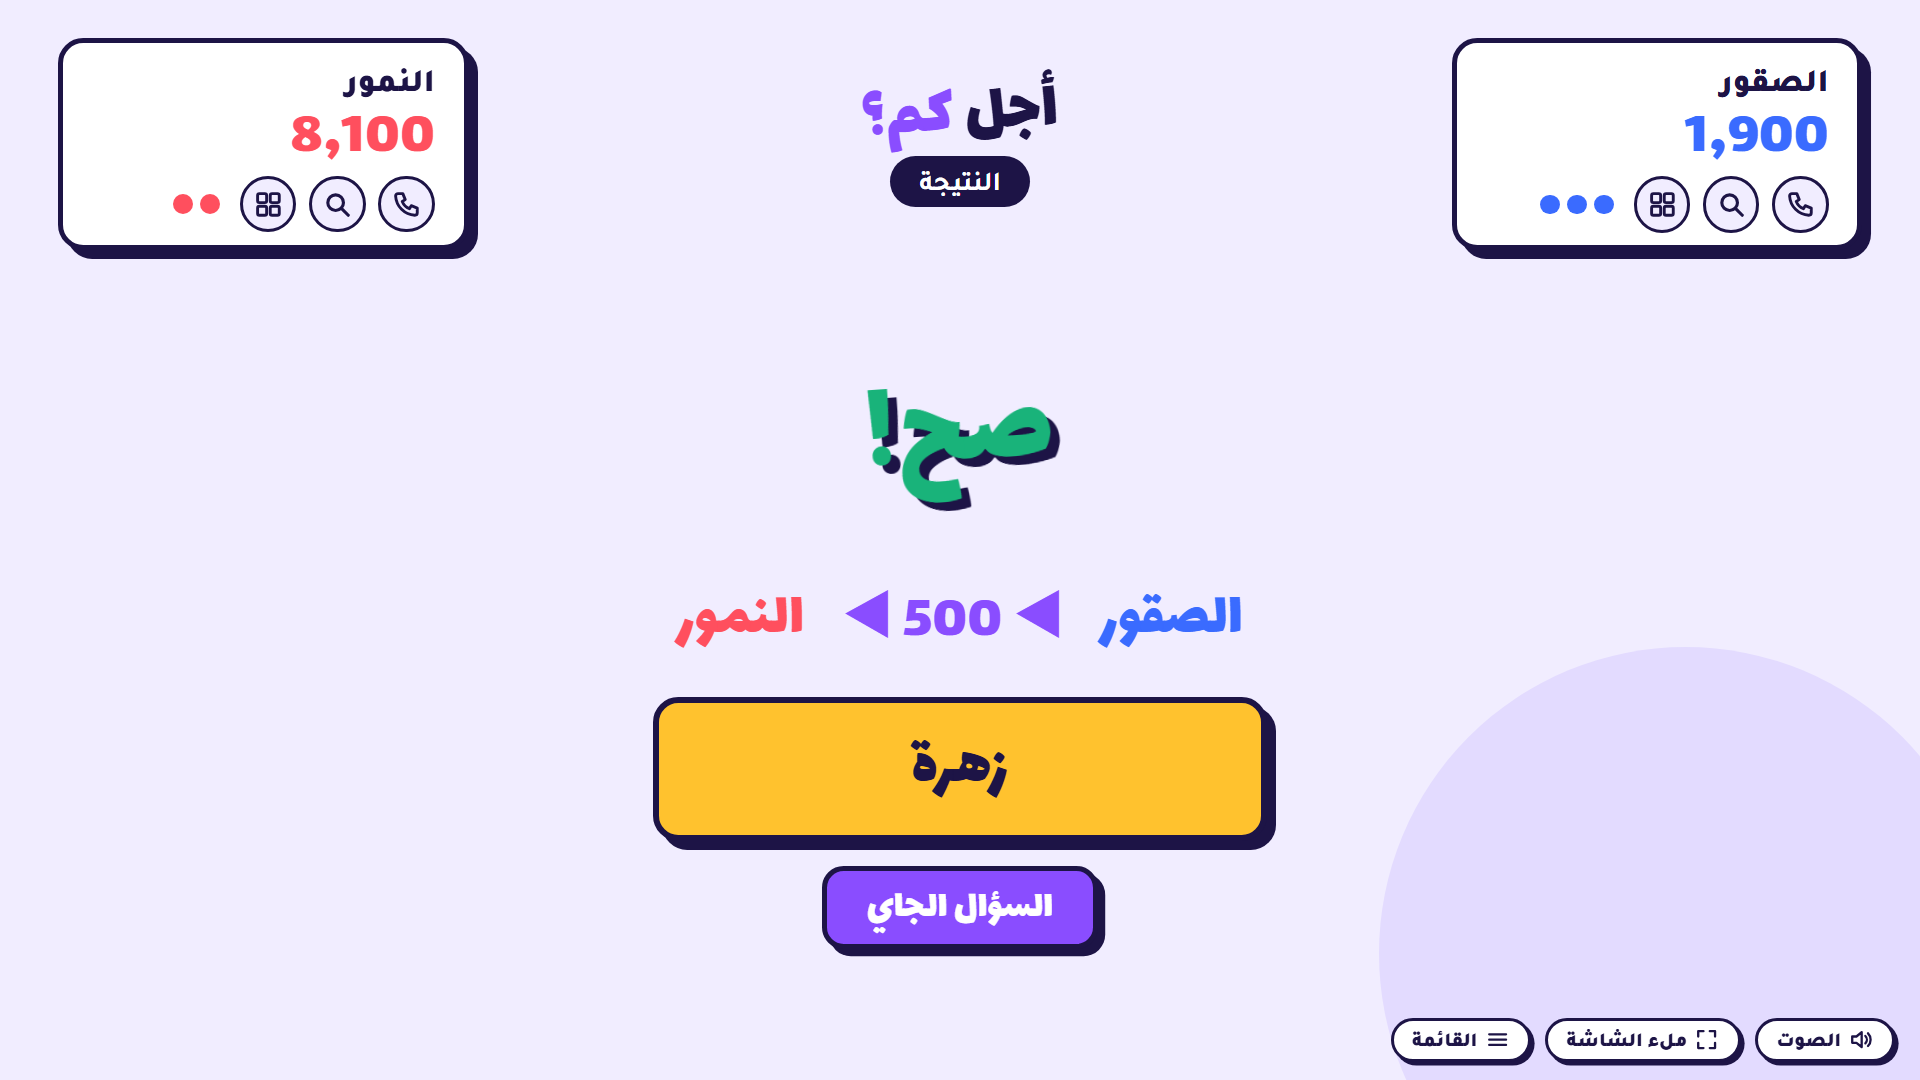 الصقور
1,900
أجل كم؟
النتيجة
النمور
8,100
صح!
الصقور 500 النمور
زهرة
السؤال الجاي
الصوت
ملء الشاشة
القائمة